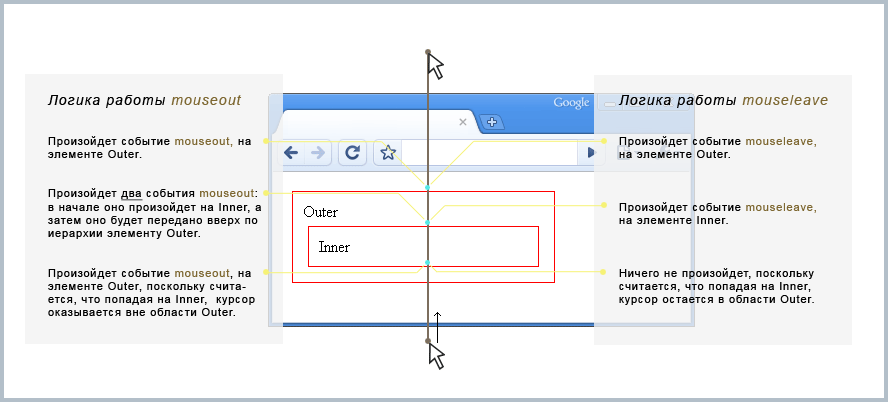 Логика работы mouseout
Произойдет событие mouseout, на
элементе Outer.
Произойдет два события mouseout:
в начале оно произойдет на Inner, а
затем оно будет передано вверх по
иерархии элементу Outer.
Произойдет событие mouseout, на
элементе Outer, поскольку счита-
ется, что попадая на Inner, курсор
оказывается вне области Outer.
Google
Outer
Inner
Логика работы mouseleave
Произойдет событие mouseleave,
на элементе Outer.
Произойдет событие mouseleave,
на элементе Inner.
Ничего не произойдет, поскольку
считается, что попадая на Inner,
курсор остается в области Outer.